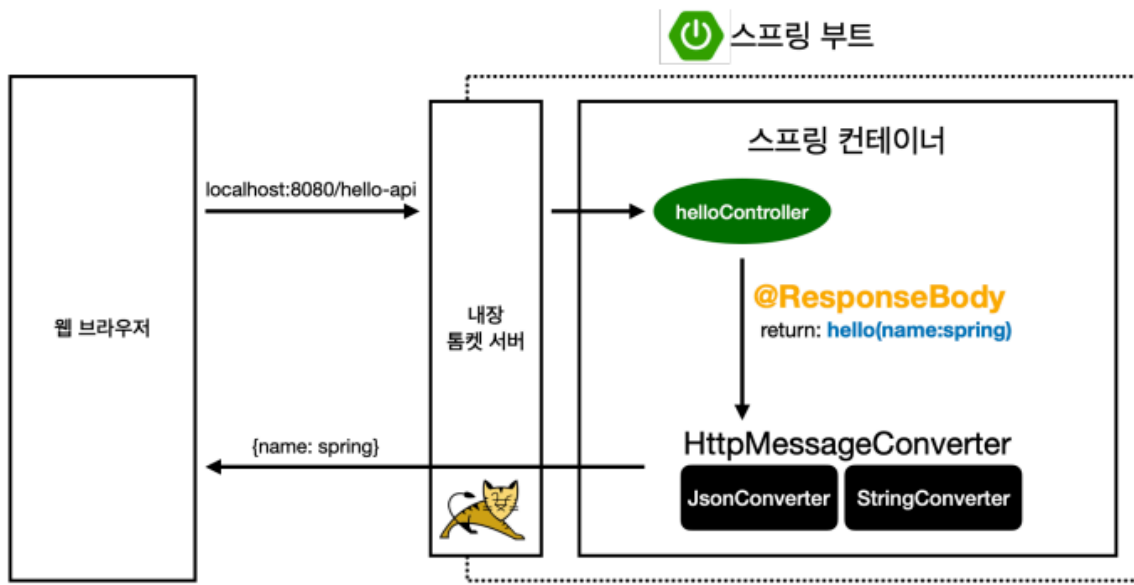 스프링 부트
스프링 컨테이너
localhost:8080/hello-api
helloController
@ResponseBody
return: hello(name:spring)
웹 브라우저
내장
톰켓 서버
{name: spring}
HttpMessageConverter
JsonConverter
StringConverter